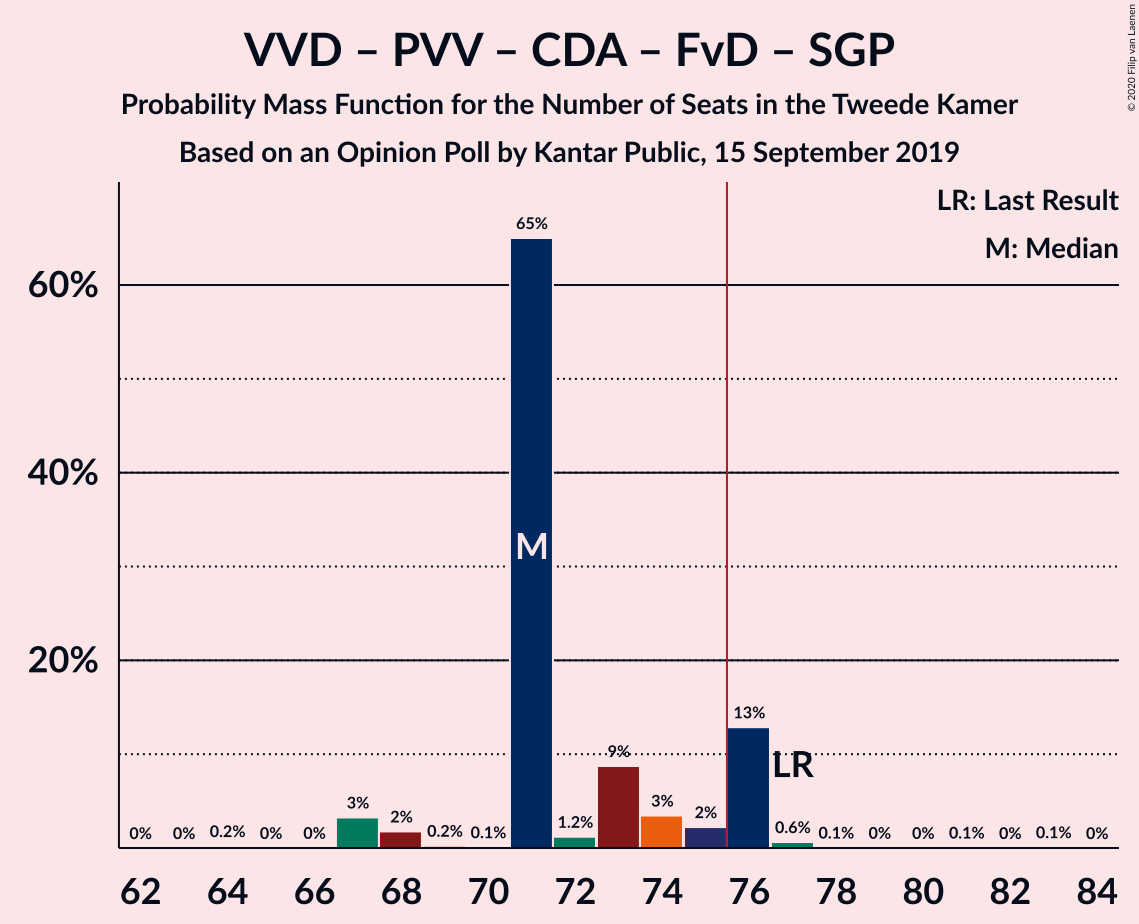 VVD – PVV – CDA – FvD – SGP
Probability Mass Function for the Number of Seats in the Tweede Kamer
Based on an Opinion Poll by Kantar Public, 15 September 2019
© 2020 Filip van Laenen
LR: Last Result
M: Median
60%
40%
20%
0% 0% 0.2% 0% 0% 3% 2% 0.2% 0.1% 65% 1.2% 9% 3% 2% 13% 0.6% 0.1% 0% 0% 0.1% 0% 0.1% 0%
M
LR
62 64 66 68 70 72 74 76 78 80 82 84